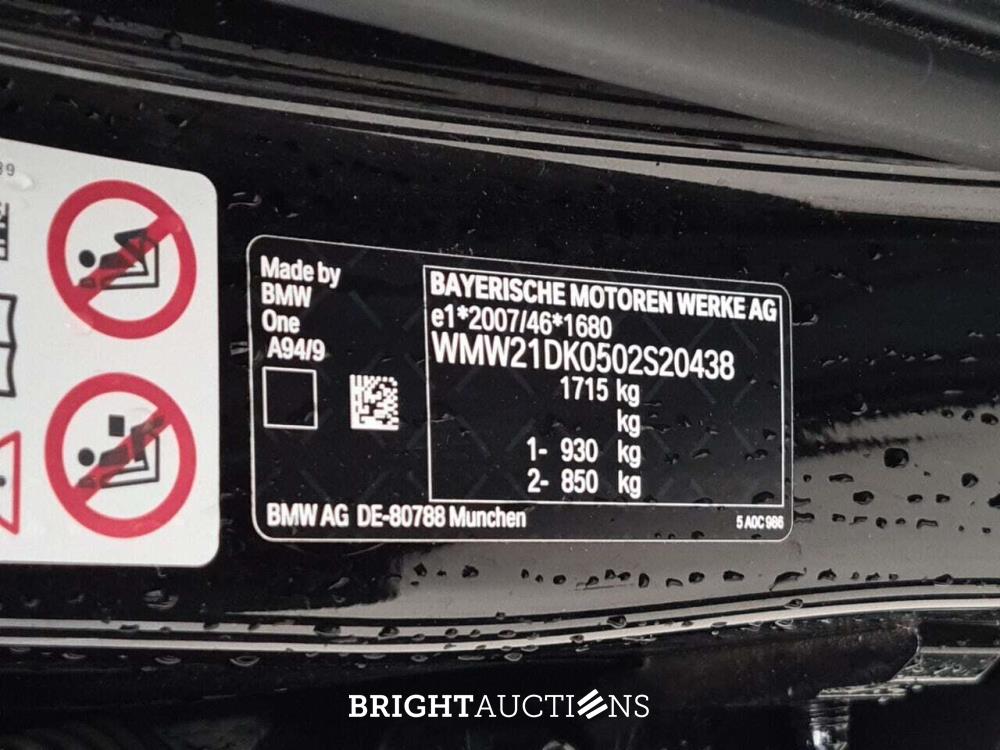 39
Made by
BMW
One
A94/9
BAYERISCHE MOTOREN WERKE AG
e1*2007/46*1680
WMW21DK0502S20438
1715 kg
kg
1- 930 kg
2- 850 kg
BMW AG DE-80788 Munchen
5 A0C 986
BRIGHTAUCTIONS